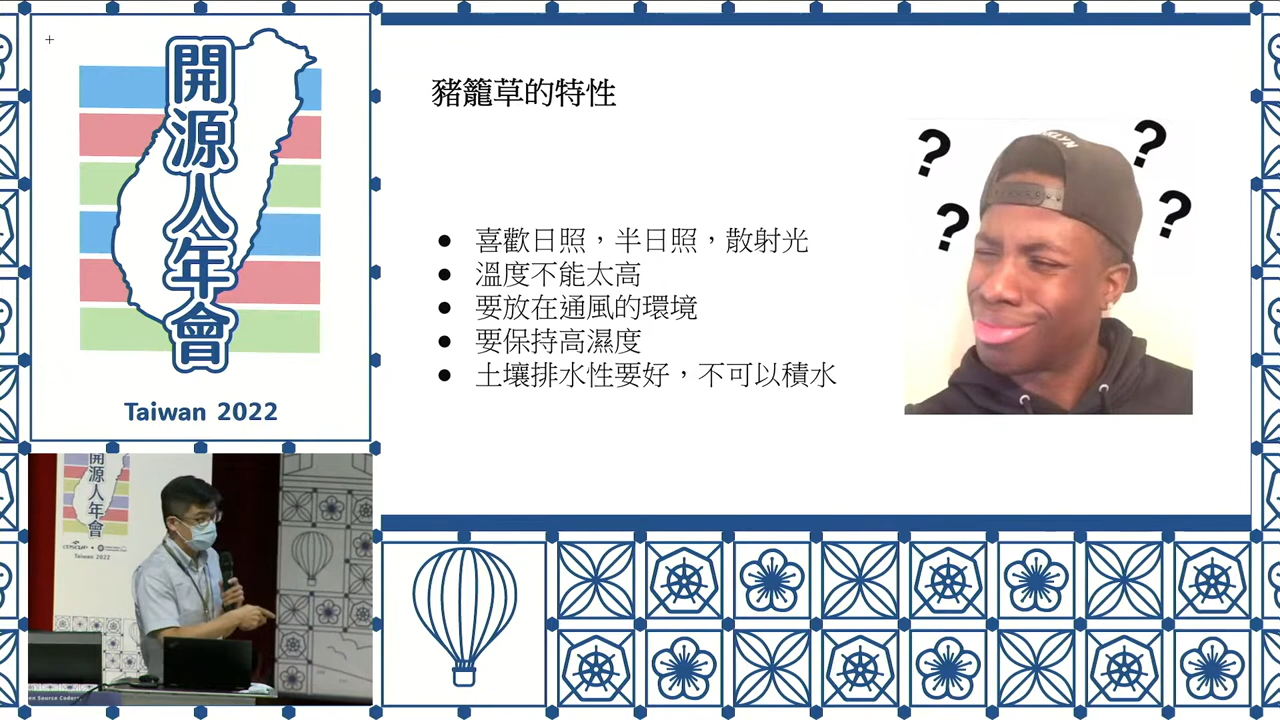 開源人年會
Taiwan 2022
豬籠草的特性
● 喜歡日照，半日照，散射光
● 溫度不能太高
● 要放在通風的環境
● 要保持高濕度
● 土壤排水性要好，不可以積水
? ? ? ?
開源人年會
Taiwan 2022